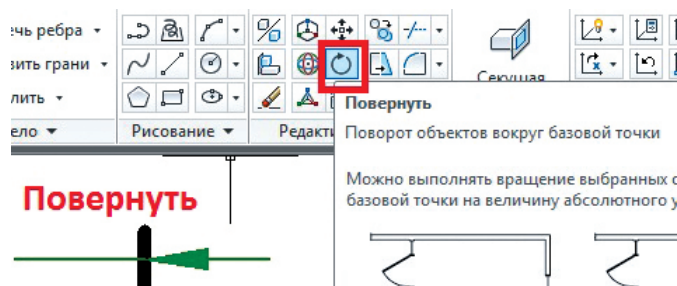 ечь ребра
вить грани
лить
ело
Рисование
Редакти
Секущая
Повернуть
Поворот объектов вокруг базовой точки
Можно выполнять вращение выбранных о
базовой точки на величину абсолютного у
Повернуть